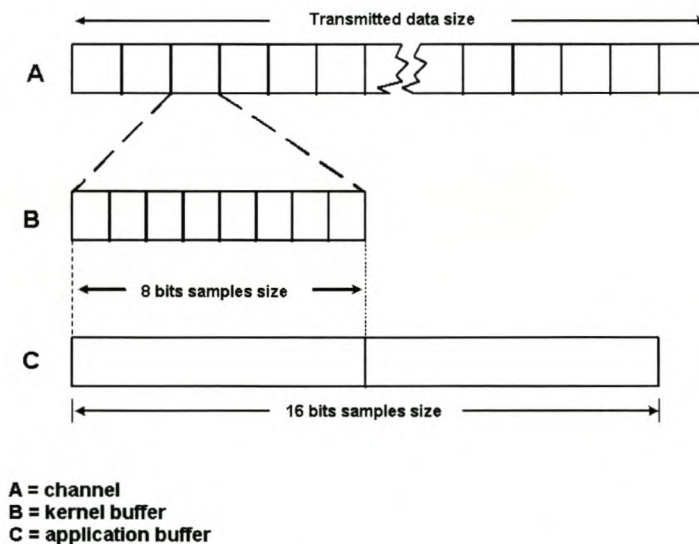 Transmitted data size
A
B
8 bits samples size
C
16 bits samples size
A = channel
B = kernel buffer
C = application buffer